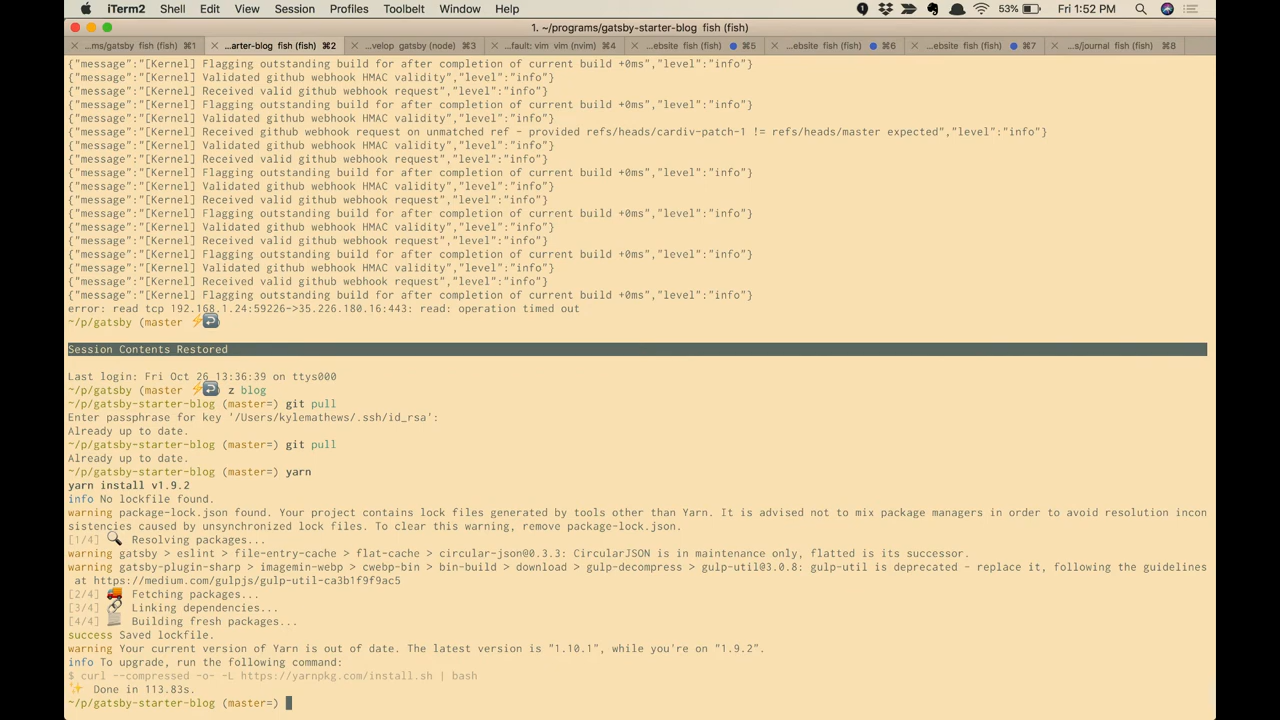 iTerm2 Shell Edit View Session Profiles Toolbelt Window Help 53% Fri 1:52 PM
1. ~/programs/gatsby-starter-blog fish (fish)
...ms/gatsby fish (fish) ⌘1 ...arter-blog fish (fish) ⌘2 ...velop gatsby (node) ⌘3 ...fault: vim vim (nvim) ⌘4 ...ebsite fish (fish) ⌘5 ...ebsite fish (fish) ⌘6 ...ebsite fish (fish) ⌘7 ...s/journal fish (fish) ⌘8
{"message":"[Kernel] Flagging outstanding build for after completion of current build +0ms","level":"info"}
{"message":"[Kernel] Validated github webhook HMAC validity","level":"info"}
{"message":"[Kernel] Received valid github webhook request","level":"info"}
{"message":"[Kernel] Flagging outstanding build for after completion of current build +0ms","level":"info"}
{"message":"[Kernel] Validated github webhook HMAC validity","level":"info"}
{"message":"[Kernel] Received github webhook request on unmatched ref - provided refs/heads/cardiv-patch-1 != refs/heads/master expected","level":"info"}
{"message":"[Kernel] Validated github webhook HMAC validity","level":"info"}
{"message":"[Kernel] Received valid github webhook request","level":"info"}
{"message":"[Kernel] Flagging outstanding build for after completion of current build +0ms","level":"info"}
{"message":"[Kernel] Validated github webhook HMAC validity","level":"info"}
{"message":"[Kernel] Received valid github webhook request","level":"info"}
{"message":"[Kernel] Flagging outstanding build for after completion of current build +0ms","level":"info"}
{"message":"[Kernel] Validated github webhook HMAC validity","level":"info"}
{"message":"[Kernel] Received valid github webhook request","level":"info"}
{"message":"[Kernel] Flagging outstanding build for after completion of current build +0ms","level":"info"}
{"message":"[Kernel] Validated github webhook HMAC validity","level":"info"}
{"message":"[Kernel] Received valid github webhook request","level":"info"}
{"message":"[Kernel] Flagging outstanding build for after completion of current build +0ms","level":"info"}
error: read tcp 192.168.1.24:59226->35.226.180.16:443: read: operation timed out
~/p/gatsby (master ⚡↩)
Session Contents Restored
Last login: Fri Oct 26 13:36:39 on ttys000
~/p/gatsby (master ⚡↩) z blog
~/p/gatsby-starter-blog (master=) git pull
Enter passphrase for key '/Users/kylemathews/.ssh/id_rsa':
Already up to date.
~/p/gatsby-starter-blog (master=) git pull
Already up to date.
~/p/gatsby-starter-blog (master=) yarn
yarn install v1.9.2
info No lockfile found.
warning package-lock.json found. Your project contains lock files generated by tools other than Yarn. It is advised not to mix package managers in order to avoid resolution incon
sistencies caused by unsynchronized lock files. To clear this warning, remove package-lock.json.
[1/4] 🔍 Resolving packages...
warning gatsby > eslint > file-entry-cache > flat-cache > circular-json@0.3.3: CircularJSON is in maintenance only, flatted is its successor.
warning gatsby-plugin-sharp > imagemin-webp > cwebp-bin > bin-build > download > gulp-decompress > gulp-util@3.0.8: gulp-util is deprecated - replace it, following the guidelines
at https://medium.com/gulpjs/gulp-util-ca3b1f9f9ac5
[2/4] 🚚 Fetching packages...
[3/4] 🔗 Linking dependencies...
[4/4] 📃 Building fresh packages...
success Saved lockfile.
warning Your current version of Yarn is out of date. The latest version is "1.10.1", while you're on "1.9.2".
info To upgrade, run the following command:
$ curl --compressed -o- -L https://yarnpkg.com/install.sh | bash
✨ Done in 113.83s.
~/p/gatsby-starter-blog (master=)